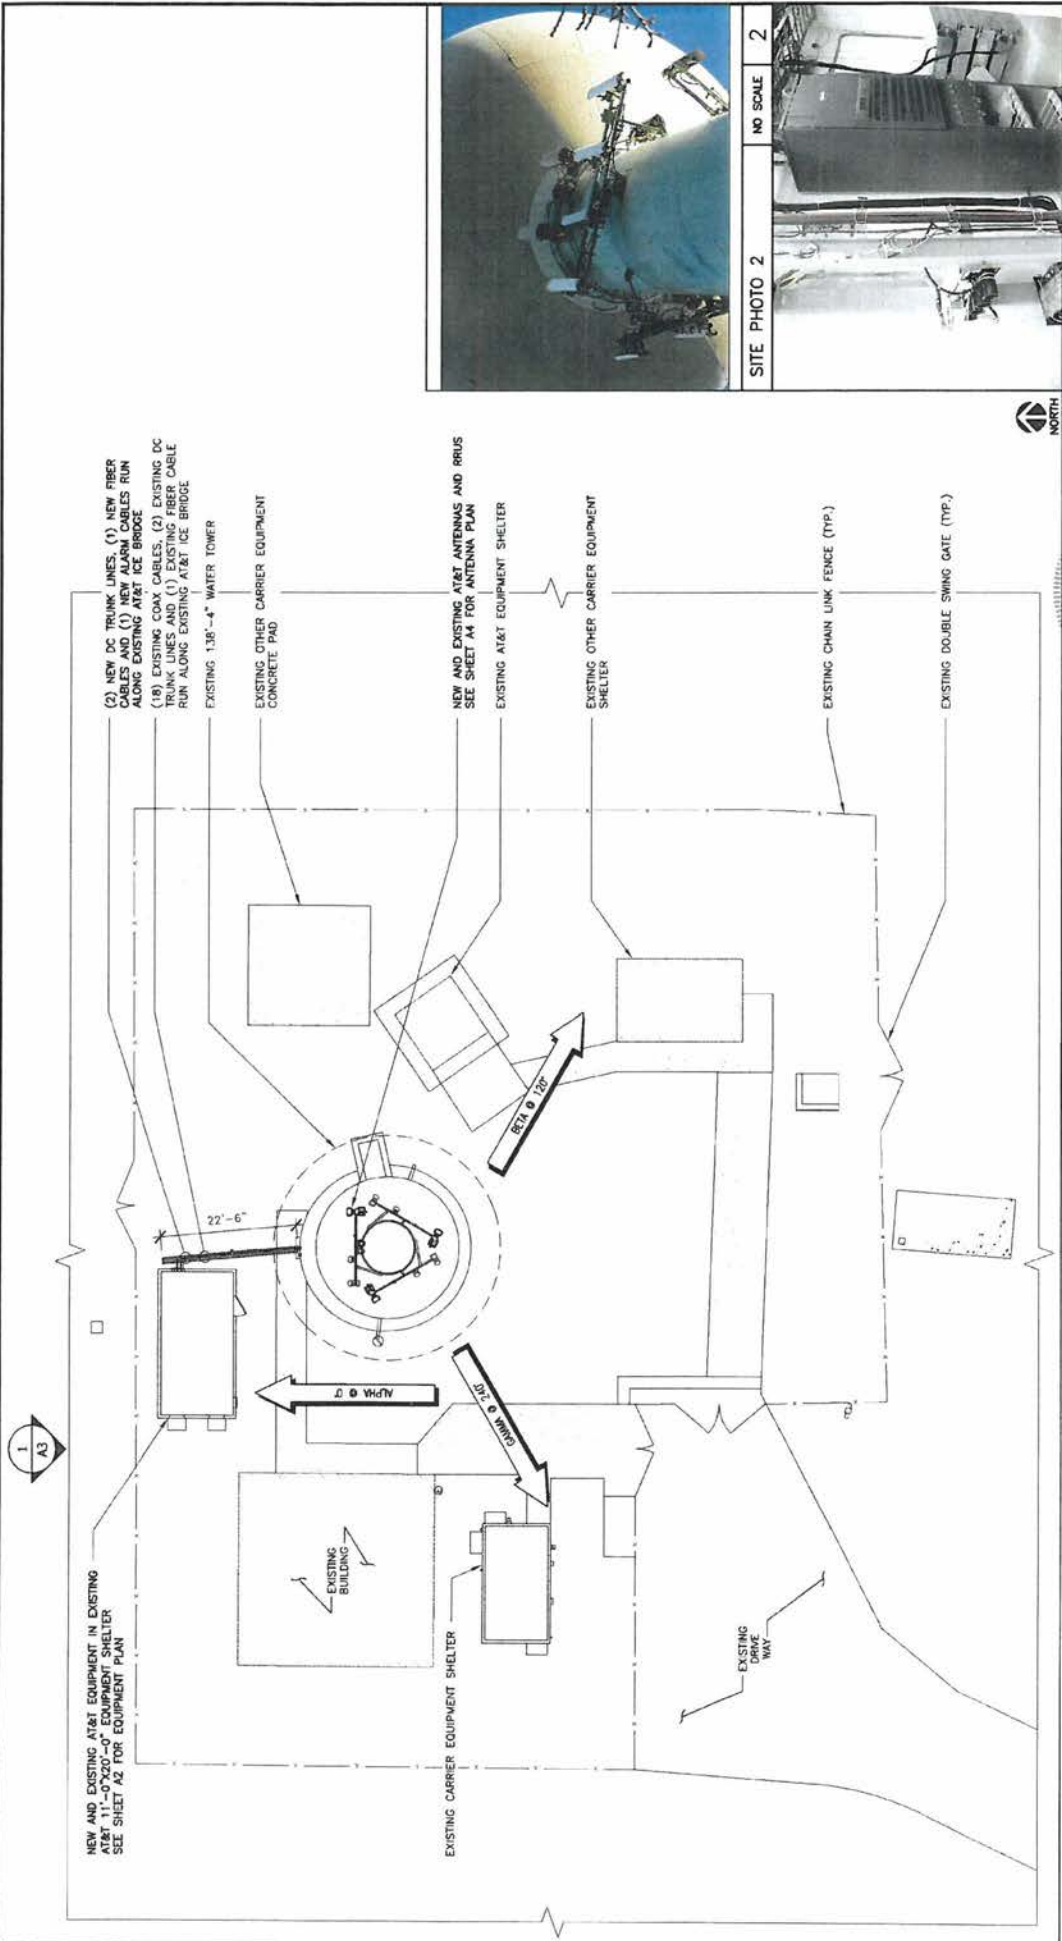 NEW AND EXISTING AT&T EQUIPMENT IN EXISTING
AT&T 11'-0"X20'-0" EQUIPMENT SHELTER
SEE SHEET A2 FOR EQUIPMENT PLAN
1
A3
(2) NEW DC TRUNK LINES, (1) NEW FIBER
CABLES AND (1) NEW ALARM CABLES RUN
ALONG EXISTING AT&T ICE BRIDGE
(18) EXISTING COAX CABLES, (2) EXISTING DC
TRUNK LINES AND (1) EXISTING FIBER CABLE
RUN ALONG EXISTING AT&T ICE BRIDGE
EXISTING 138'-4" WATER TOWER
EXISTING OTHER CARRIER EQUIPMENT
CONCRETE PAD
NEW AND EXISTING AT&T ANTENNAS AND RRUS
SEE SHEET A4 FOR ANTENNA PLAN
EXISTING AT&T EQUIPMENT SHELTER
EXISTING OTHER CARRIER EQUIPMENT
SHELTER
EXISTING CHAIN LINK FENCE (TYP.)
EXISTING DOUBLE SWING GATE (TYP.)
22'-6"
ALPHA @ 0°
BETA @ 120°
GAMMA @ 240°
EXISTING
BUILDING
EXISTING CARRIER EQUIPMENT SHELTER
EXISTING
DRIVE
WAY
NORTH
SITE PHOTO 2
NO SCALE
2